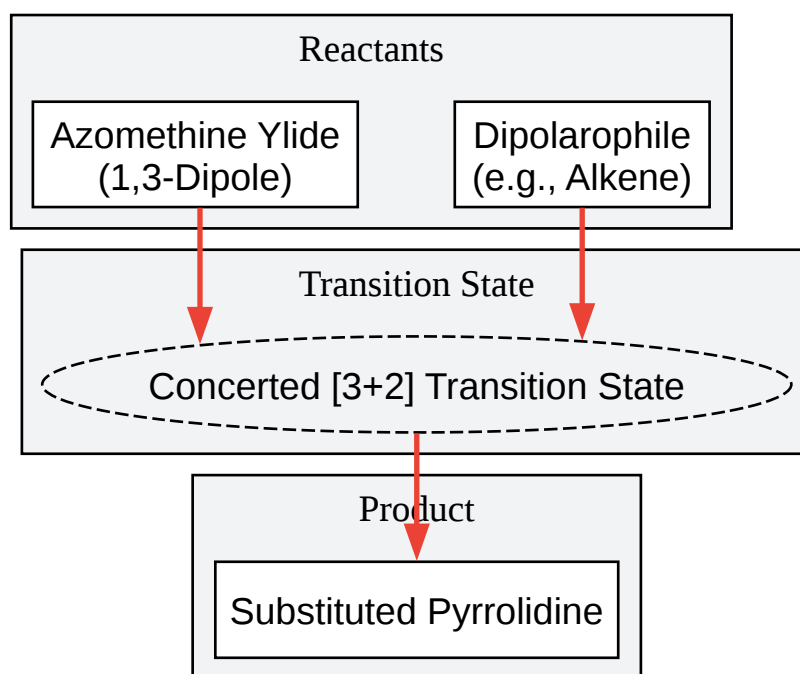 Reactants
Azomethine Ylide
(1,3-Dipole)
Dipolarophile
(e.g., Alkene)
Transition State
Concerted [3+2] Transition State
Product
Substituted Pyrrolidine